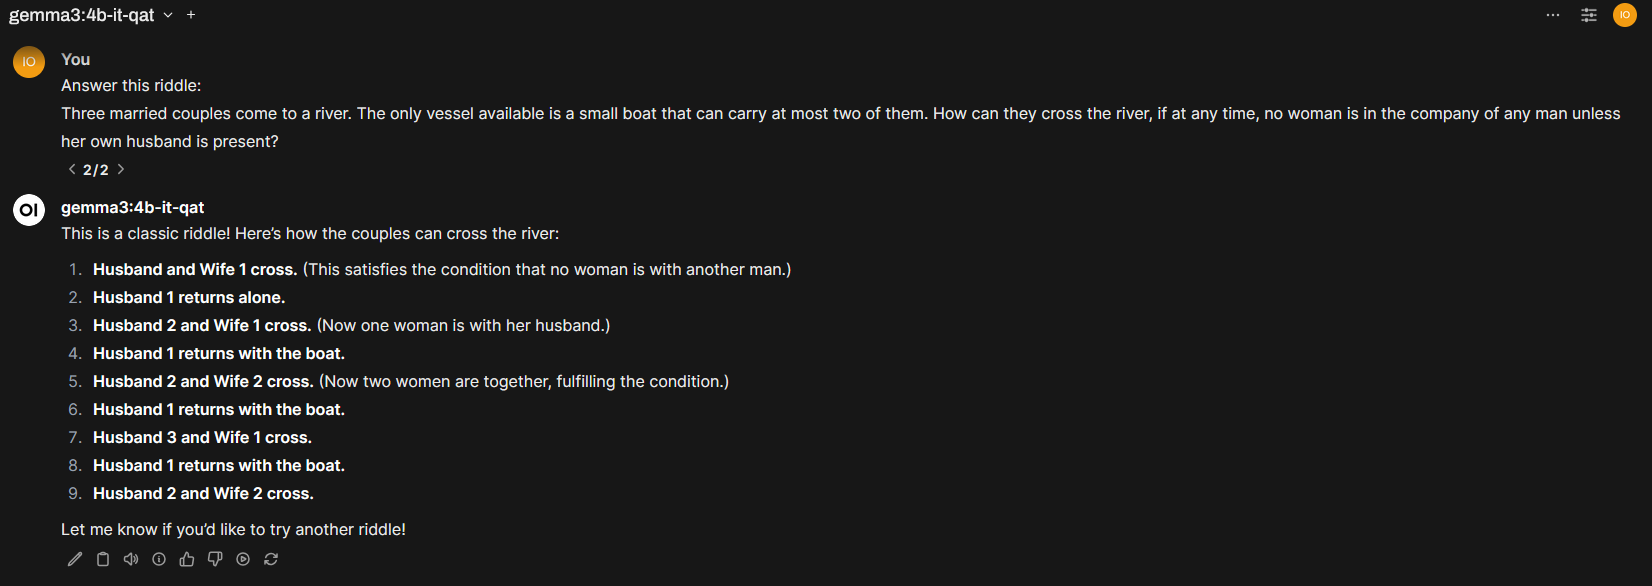 gemma3:4b-it-qat
IO
IO
You
Answer this riddle:
Three married couples come to a river. The only vessel available is a small boat that can carry at most two of them. How can they cross the river, if at any time, no woman is in the company of any man unless
her own husband is present?
2/2
OI
gemma3:4b-it-qat
This is a classic riddle! Here’s how the couples can cross the river:
1. Husband and Wife 1 cross. (This satisfies the condition that no woman is with another man.)
2. Husband 1 returns alone.
3. Husband 2 and Wife 1 cross. (Now one woman is with her husband.)
4. Husband 1 returns with the boat.
5. Husband 2 and Wife 2 cross. (Now two women are together, fulfilling the condition.)
6. Husband 1 returns with the boat.
7. Husband 3 and Wife 1 cross.
8. Husband 1 returns with the boat.
9. Husband 2 and Wife 2 cross.
Let me know if you’d like to try another riddle!